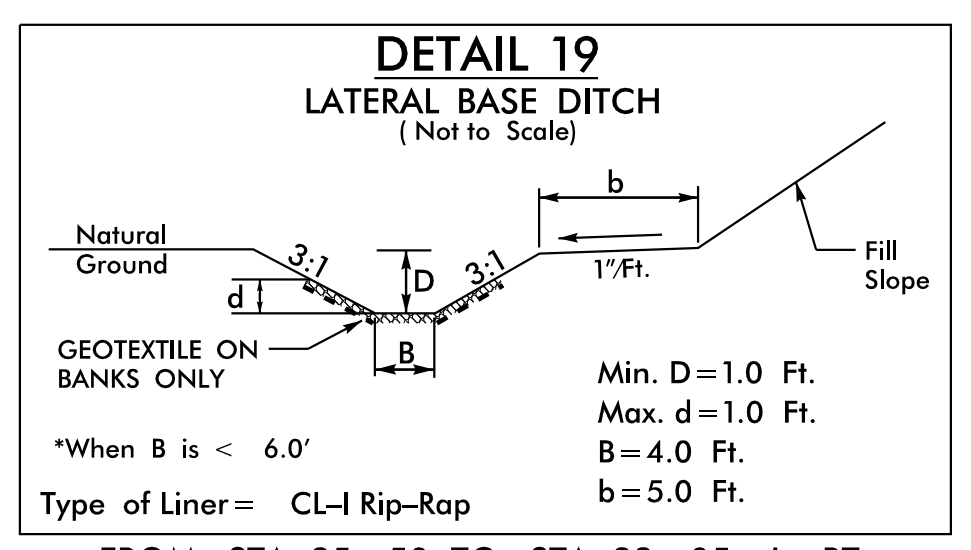 DETAIL 19
LATERAL BASE DITCH
( Not to Scale)
b
Natural
Ground
3:1
D
3:1
1"/Ft.
Fill
Slope
d
GEOTEXTILE ON
BANKS ONLY
B
Min. D=1.0 Ft.
Max. d=1.0 Ft.
*When B is < 6.0'
B=4.0 Ft.
b=5.0 Ft.
Type of Liner= CL-I Rip-Rap